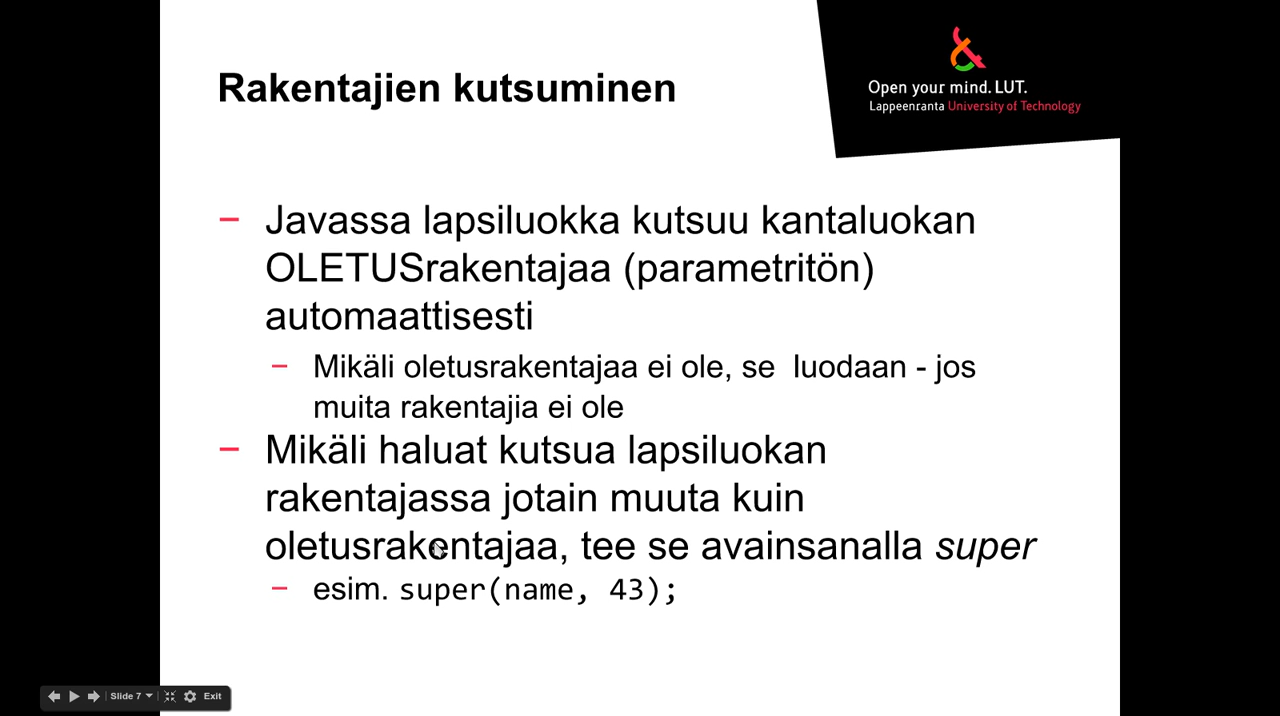 Rakentajien kutsuminen
Open your mind. LUT.
Lappeenranta University of Technology
– Javassa lapsiluokka kutsuu kantaluokan
OLETUSrakentajaa (parametritön)
automaattisesti
– Mikäli oletusrakentajaa ei ole, se luodaan - jos
muita rakentajia ei ole
– Mikäli haluat kutsua lapsiluokan
rakentajassa jotain muuta kuin
oletusrakentajaa, tee se avainsanalla super
– esim. super(name, 43);
Slide 7 Exit